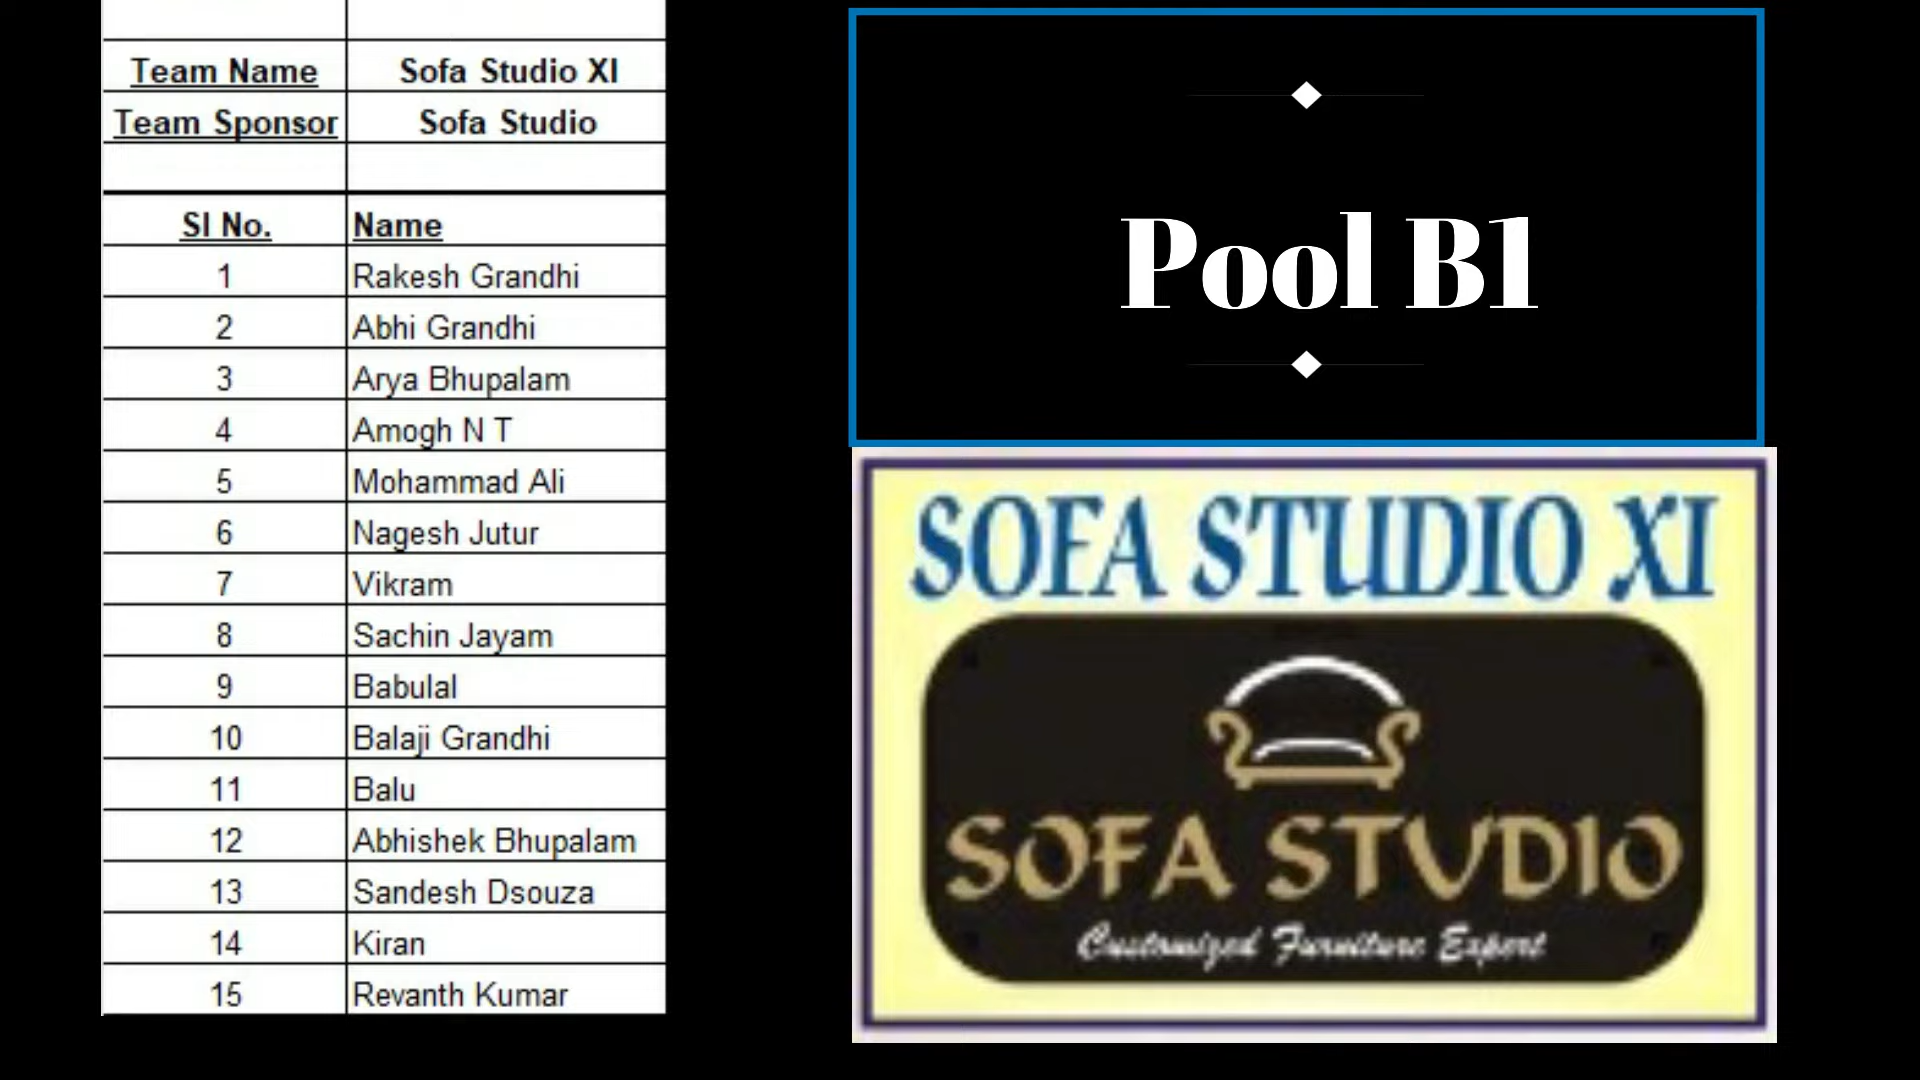 Team Name Sofa Studio XI
Team Sponsor Sofa Studio
Sl No. Name
1 Rakesh Grandhi
2 Abhi Grandhi
3 Arya Bhupalam
4 Amogh N T
5 Mohammad Ali
6 Nagesh Jutur
7 Vikram
8 Sachin Jayam
9 Babulal
10 Balaji Grandhi
11 Balu
12 Abhishek Bhupalam
13 Sandesh Dsouza
14 Kiran
15 Revanth Kumar
Pool B1
SOFA STUDIO XI
SOFA STUDIO
Customized Furniture Expert